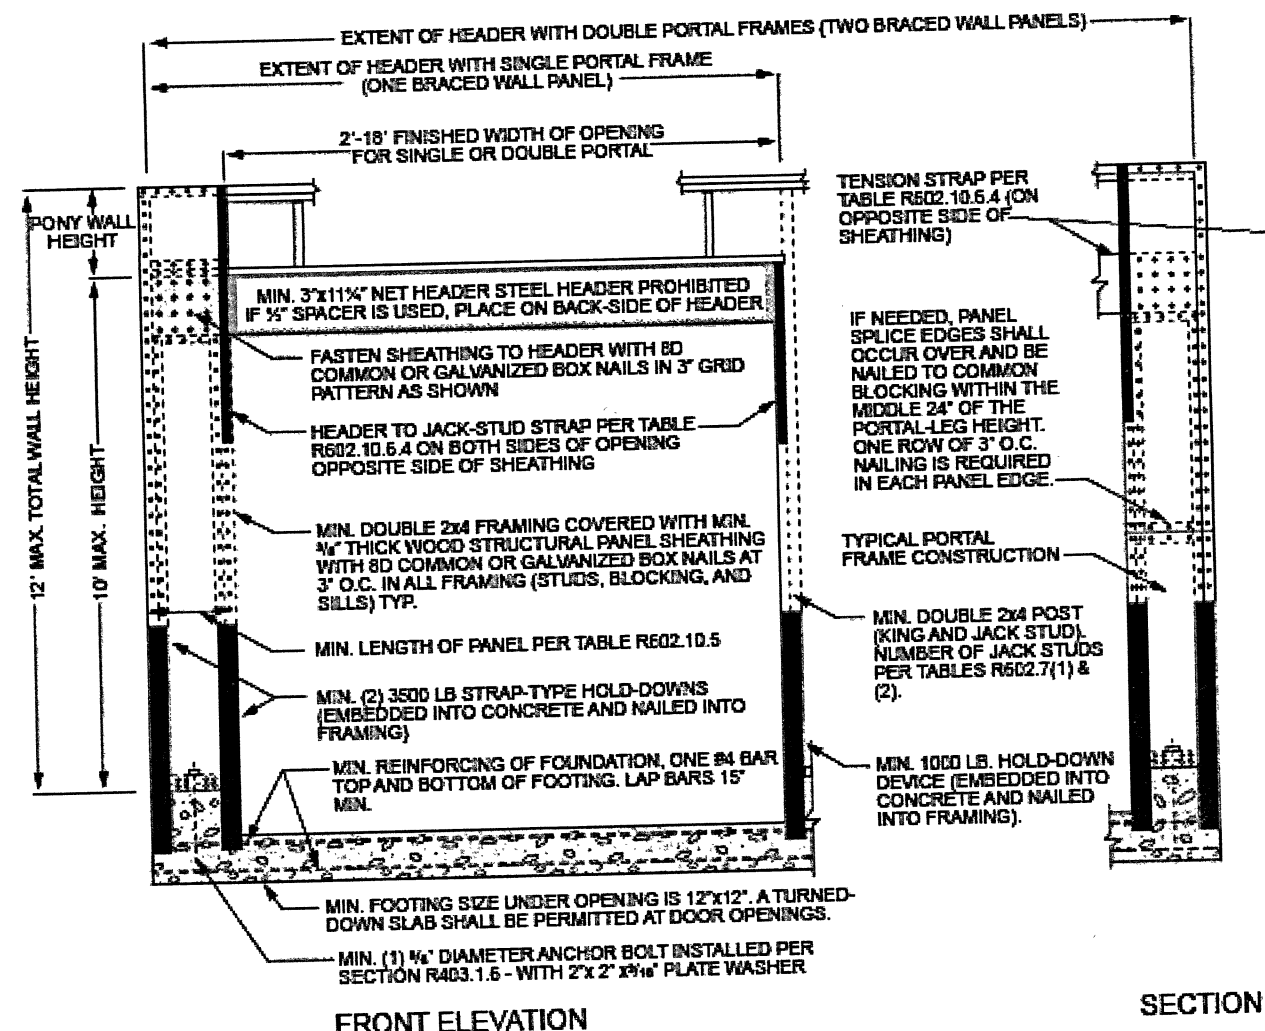 EXTENT OF HEADER WITH DOUBLE PORTAL FRAMES (TWO BRACED WALL PANELS)
EXTENT OF HEADER WITH SINGLE PORTAL FRAME
(ONE BRACED WALL PANEL)
2'-18' FINISHED WIDTH OF OPENING
FOR SINGLE OR DOUBLE PORTAL
TENSION STRAP PER
TABLE R602.10.6.4 (ON
OPPOSITE SIDE OF
SHEATHING)
PONY WALL
HEIGHT
MIN. 3"x11¼" NET HEADER STEEL HEADER PROHIBITED
IF ½" SPACER IS USED, PLACE ON BACK-SIDE OF HEADER
FASTEN SHEATHING TO HEADER WITH 8D
COMMON OR GALVANIZED BOX NAILS IN 3" GRID
PATTERN AS SHOWN
IF NEEDED, PANEL
SPLICE EDGES SHALL
OCCUR OVER AND BE
NAILED TO COMMON
BLOCKING WITHIN THE
MIDDLE 24" OF THE
PORTAL-LEG HEIGHT.
ONE ROW OF 3" O.C.
NAILING IS REQUIRED
IN EACH PANEL EDGE.
HEADER TO JACK-STUD STRAP PER TABLE
R602.10.6.4 ON BOTH SIDES OF OPENING
OPPOSITE SIDE OF SHEATHING
12' MAX. TOTAL WALL HEIGHT
10' MAX. HEIGHT
MIN. DOUBLE 2x4 FRAMING COVERED WITH MIN.
⅜" THICK WOOD STRUCTURAL PANEL SHEATHING
WITH 8D COMMON OR GALVANIZED BOX NAILS AT
3" O.C. IN ALL FRAMING (STUDS, BLOCKING, AND
SILLS) TYP.
TYPICAL PORTAL
FRAME CONSTRUCTION
MIN. LENGTH OF PANEL PER TABLE R602.10.5
MIN. DOUBLE 2x4 POST
(KING AND JACK STUD).
NUMBER OF JACK STUDS
PER TABLES R502.7(1) &
(2).
MIN. (2) 3500 LB STRAP-TYPE HOLD-DOWNS
(EMBEDDED INTO CONCRETE AND NAILED INTO
FRAMING)
MIN. REINFORCING OF FOUNDATION, ONE #4 BAR
TOP AND BOTTOM OF FOOTING. LAP BARS 15"
MIN.
MIN. 1000 LB. HOLD-DOWN
DEVICE (EMBEDDED INTO
CONCRETE AND NAILED
INTO FRAMING).
MIN. FOOTING SIZE UNDER OPENING IS 12"x12". A TURNED-
DOWN SLAB SHALL BE PERMITTED AT DOOR OPENINGS.
MIN. (1) ⅝" DIAMETER ANCHOR BOLT INSTALLED PER
SECTION R403.1.6 - WITH 2"x 2" x³⁄₁₆" PLATE WASHER
FRONT ELEVATION
SECTION